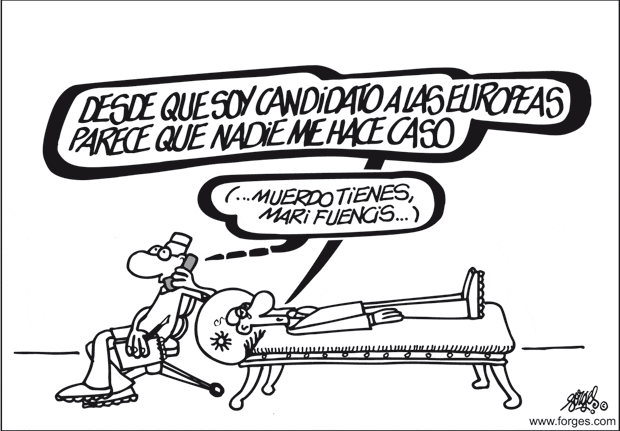 DESDE QUE SOY CANDIDATO A LAS EUROPEAS
PARECE QUE NADIE ME HACE CASO
(...MUERDO TIENES,
MARI FUENCIS...)
Forges ©
www.forges.com